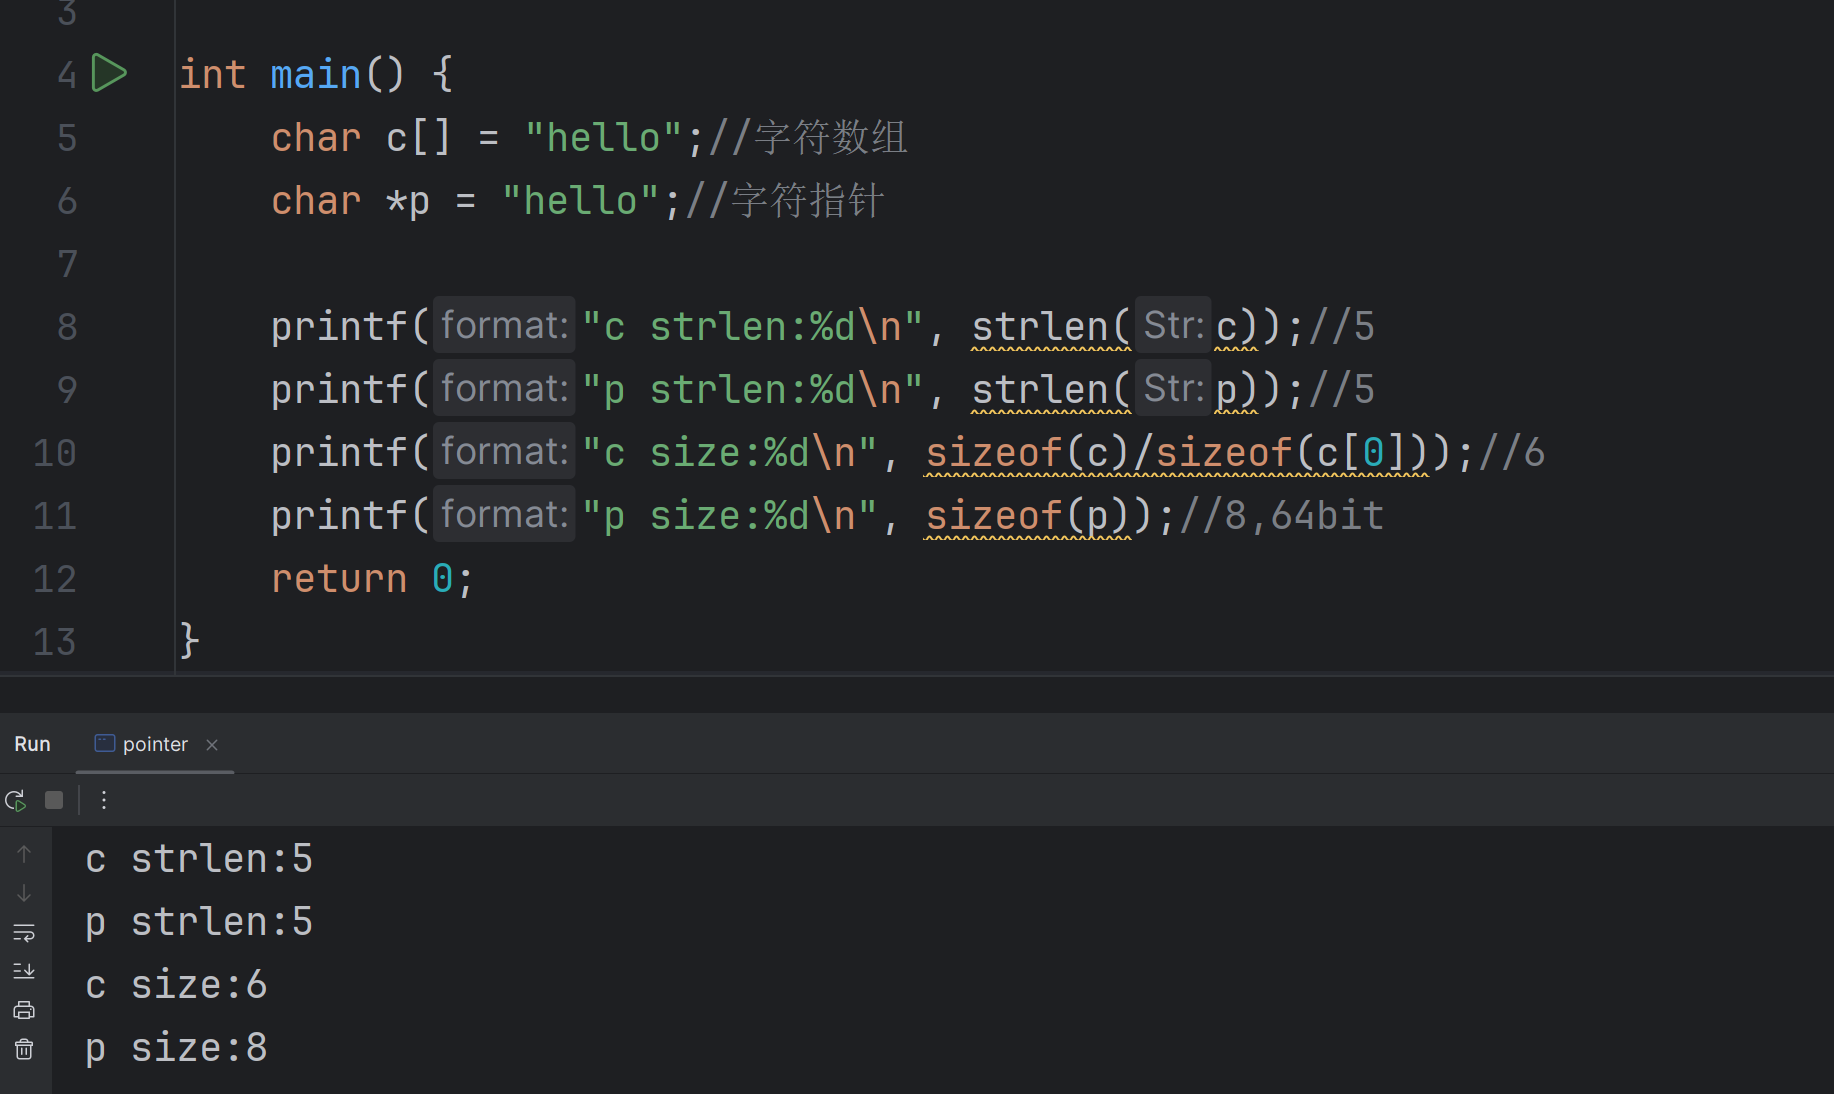 3
4 int main() {
5 char c[] = "hello";//字符数组
6 char *p = "hello";//字符指针
7
8 printf(format:"c strlen:%d\n", strlen(Str:c));//5
9 printf(format:"p strlen:%d\n", strlen(Str:p));//5
10 printf(format:"c size:%d\n", sizeof(c)/sizeof(c[0]));//6
11 printf(format:"p size:%d\n", sizeof(p));//8,64bit
12 return 0;
13 }
Run pointer
c strlen:5
p strlen:5
c size:6
p size:8